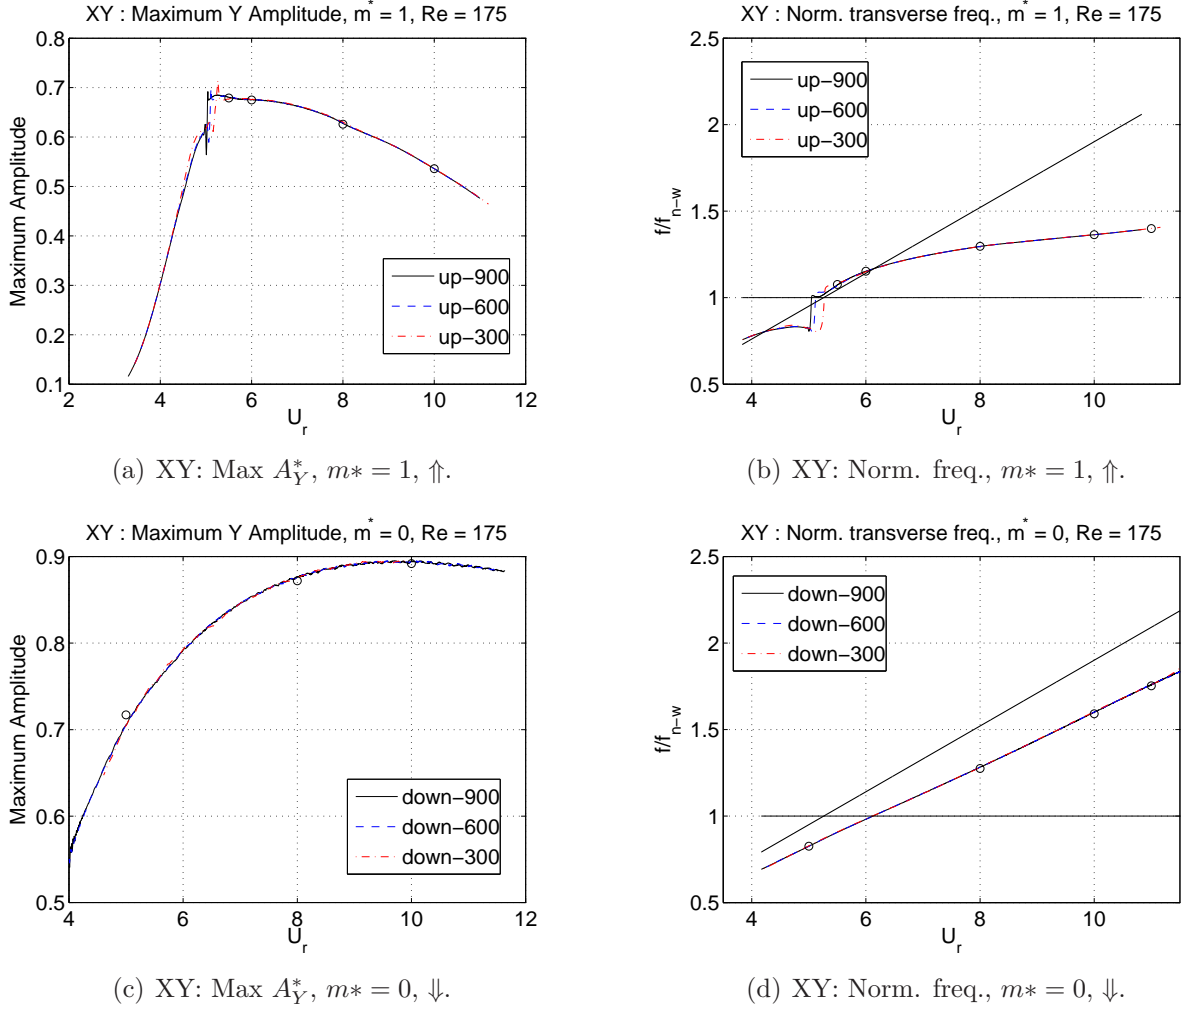 XY : Maximum Y Amplitude, m* = 1, Re = 175
Maximum Amplitude
0.8
0.7
0.6
0.5
0.4
0.3
0.2
0.1
2 4 6 8 10 12
U_r
up-900
up-600
up-300
(a) XY: Max A*_Y, m* = 1, ⇑.
XY : Norm. transverse freq., m* = 1, Re = 175
f/f_n-w
2.5
2
1.5
1
0.5
4 6 8 10
U_r
up-900
up-600
up-300
(b) XY: Norm. freq., m* = 1, ⇑.
XY : Maximum Y Amplitude, m* = 0, Re = 175
Maximum Amplitude
0.9
0.8
0.7
0.6
0.5
4 6 8 10 12
U_r
down-900
down-600
down-300
(c) XY: Max A*_Y, m* = 0, ⇓.
XY : Norm. transverse freq., m* = 0, Re = 175
f/f_n-w
2.5
2
1.5
1
0.5
4 6 8 10
U_r
down-900
down-600
down-300
(d) XY: Norm. freq., m* = 0, ⇓.